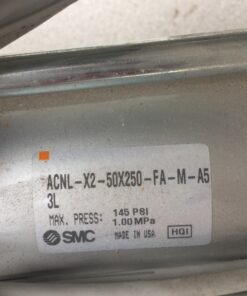 ACNL-X2-50X250-FA-M-A5
3L
MAX. PRESS: 145 PSI
1.00 MPa
SMC MADE IN USA HQI